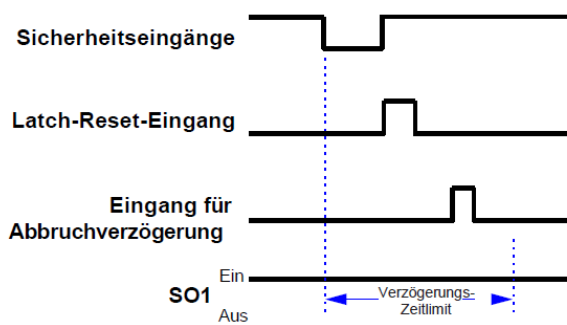 Sicherheitseingänge
Latch-Reset-Eingang
Eingang für
Abbruchverzögerung
Ein
SO1
Aus
Verzögerungs-
Zeitlimit